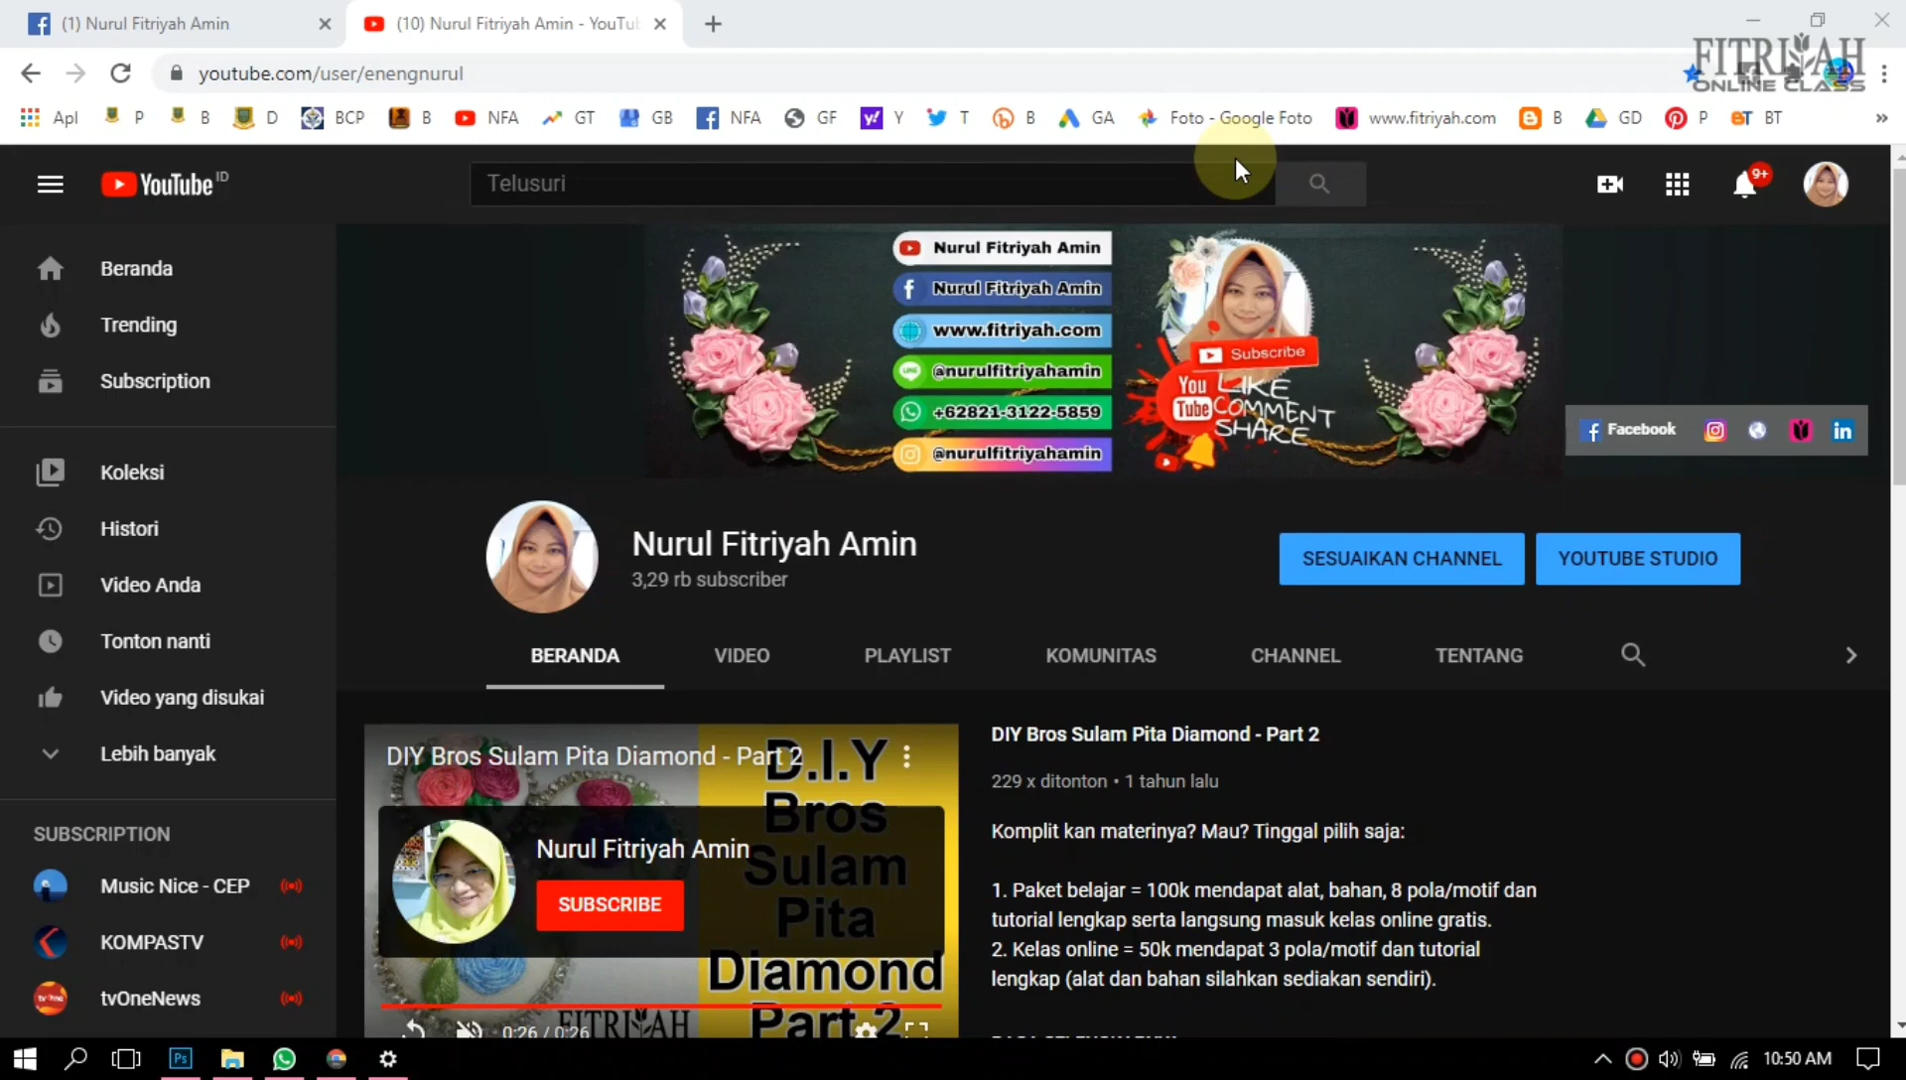 (1) Nurul Fitriyah Amin
(10) Nurul Fitriyah Amin - YouTu
FITRIYAH
ONLINE CLASS
youtube.com/user/enengnurul
Apl P B D BCP B NFA GT GB NFA GF Y T B GA Foto - Google Foto www.fitriyah.com B GD P BT
YouTube ID
Telusuri
9+
Beranda
Trending
Subscription
Koleksi
Histori
Video Anda
Tonton nanti
Video yang disukai
Lebih banyak
SUBSCRIPTION
Music Nice - CEP
KOMPASTV
tvOneNews
Nurul Fitriyah Amin
Nurul Fitriyah Amin
www.fitriyah.com
@nurulfitriyahamin
+62821-3122-5859
@nurulfitriyahamin
Subscribe
You
Tube
LIKE
COMMENT
SHARE
Facebook
Nurul Fitriyah Amin
3,29 rb subscriber
SESUAIKAN CHANNEL
YOUTUBE STUDIO
BERANDA VIDEO PLAYLIST KOMUNITAS CHANNEL TENTANG
DIY Bros Sulam Pita Diamond - Part 2
D.I.Y
Bros
Sulam
Pita
Diamond
Part 2
Nurul Fitriyah Amin
SUBSCRIBE
FITRIYAH
0:26 / 0:26
DIY Bros Sulam Pita Diamond - Part 2
229 x ditonton • 1 tahun lalu
Komplit kan materinya? Mau? Tinggal pilih saja:
1. Paket belajar = 100k mendapat alat, bahan, 8 pola/motif dan
tutorial lengkap serta langsung masuk kelas online gratis.
2. Kelas online = 50k mendapat 3 pola/motif dan tutorial
lengkap (alat dan bahan silahkan sediakan sendiri).
Ps
10:50 AM